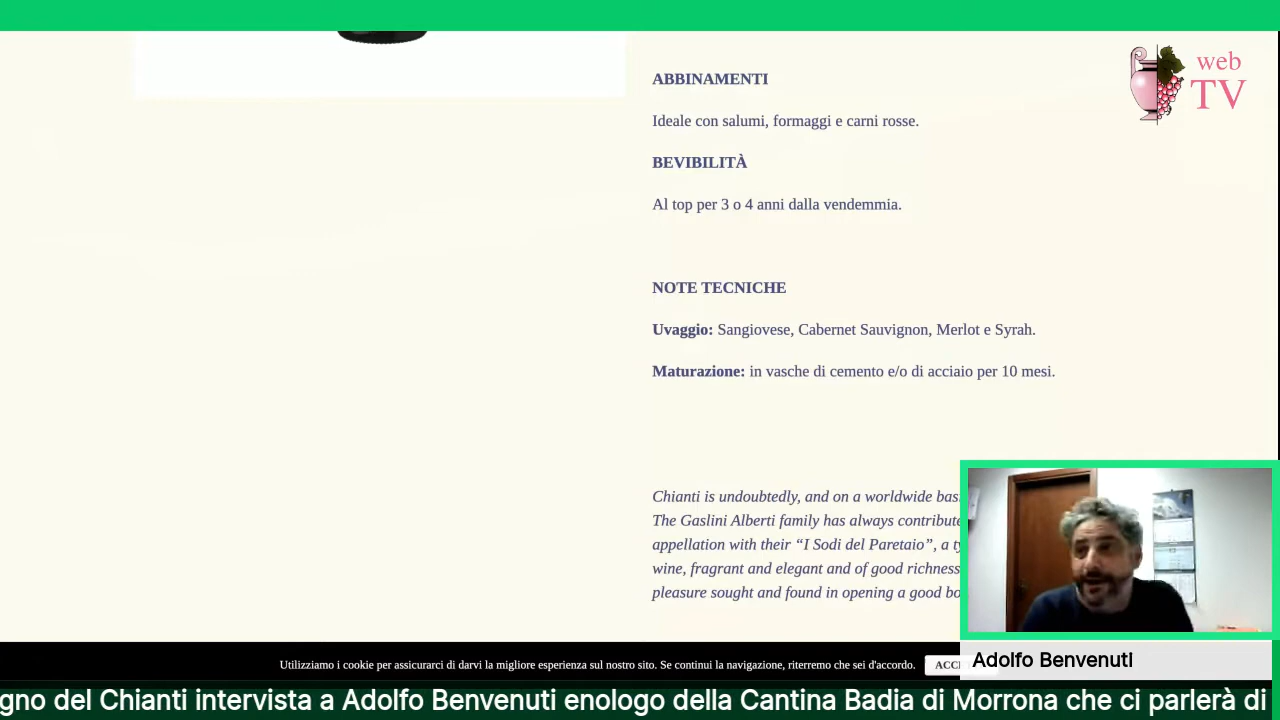 web
TV
ABBINAMENTI
Ideale con salumi, formaggi e carni rosse.
BEVIBILITÀ
Al top per 3 o 4 anni dalla vendemmia.
NOTE TECNICHE
Uvaggio: Sangiovese, Cabernet Sauvignon, Merlot e Syrah.
Maturazione: in vasche di cemento e/o di acciaio per 10 mesi.
Chianti is undoubtedly, and on a worldwide
The Gaslini Alberti family has always
appellation with their “I Sodi del Paretaio”, a
wine, fragrant and elegant and of good richness
pleasure sought and found in opening a good
Utilizziamo i cookie per assicurarci di darvi la migliore esperienza sul nostro sito. Se continui la navigazione, riterremo che sei d'accordo.
Adolfo Benvenuti
gno del Chianti intervista a Adolfo Benvenuti enologo della Cantina Badia di Morrona che ci parlerà di